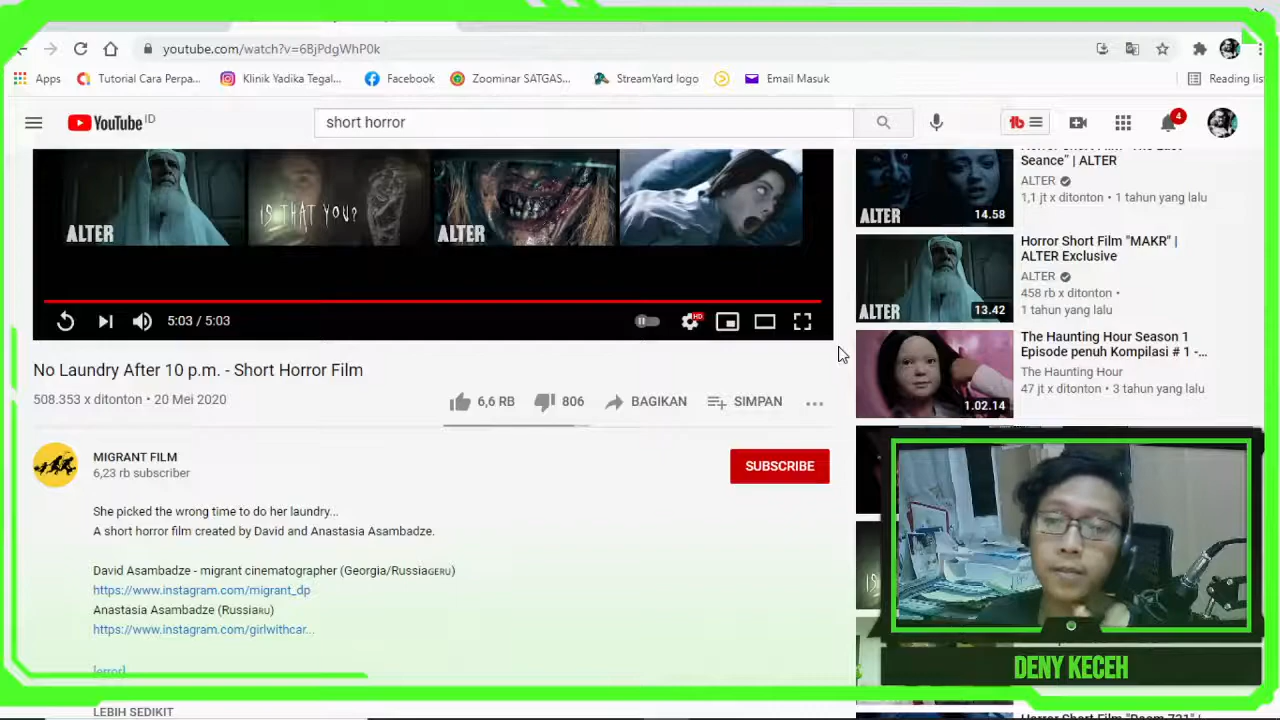 youtube.com/watch?v=6BjPdgWhP0k
Apps
Tutorial Cara Perpa...
Klinik Yadika Tegal...
Facebook
Zoominar SATGAS...
StreamYard logo
Email Masuk
Reading lis
YouTube ID
short horror
4
ALTER
IS THAT YOU?
ALTER
5:03 / 5:03
HD
No Laundry After 10 p.m. - Short Horror Film
508.353 x ditonton • 20 Mei 2020
6,6 RB
806
BAGIKAN
SIMPAN
MIGRANT FILM
6,23 rb subscriber
SUBSCRIBE
She picked the wrong time to do her laundry...
A short horror film created by David and Anastasia Asambadze.
David Asambadze - migrant cinematographer (Georgia/RussiaGERU)
https://www.instagram.com/migrant_dp
Anastasia Asambadze (RussiaRU)
https://www.instagram.com/girlwithcar...
[error]
LEBIH SEDIKIT
Seance" | ALTER
ALTER
1,1 jt x ditonton • 1 tahun yang lalu
ALTER
14.58
Horror Short Film "MAKR" |
ALTER Exclusive
ALTER
458 rb x ditonton •
1 tahun yang lalu
ALTER
13.42
The Haunting Hour Season 1
Episode penuh Kompilasi # 1 -...
The Haunting Hour
47 jt x ditonton • 3 tahun yang lalu
1.02.14
DENY KECEH